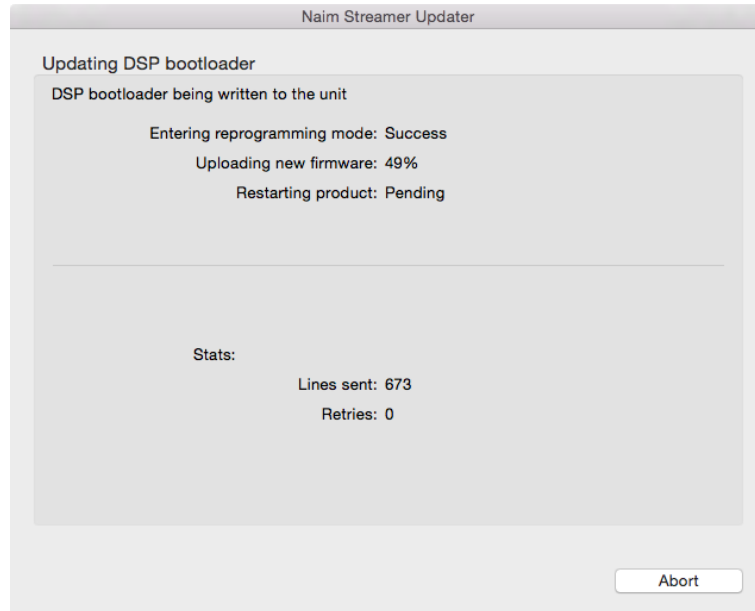 Naim Streamer Updater
Updating DSP bootloader
DSP bootloader being written to the unit
Entering reprogramming mode: Success
Uploading new firmware: 49%
Restarting product: Pending
Stats:
Lines sent: 673
Retries: 0
Abort